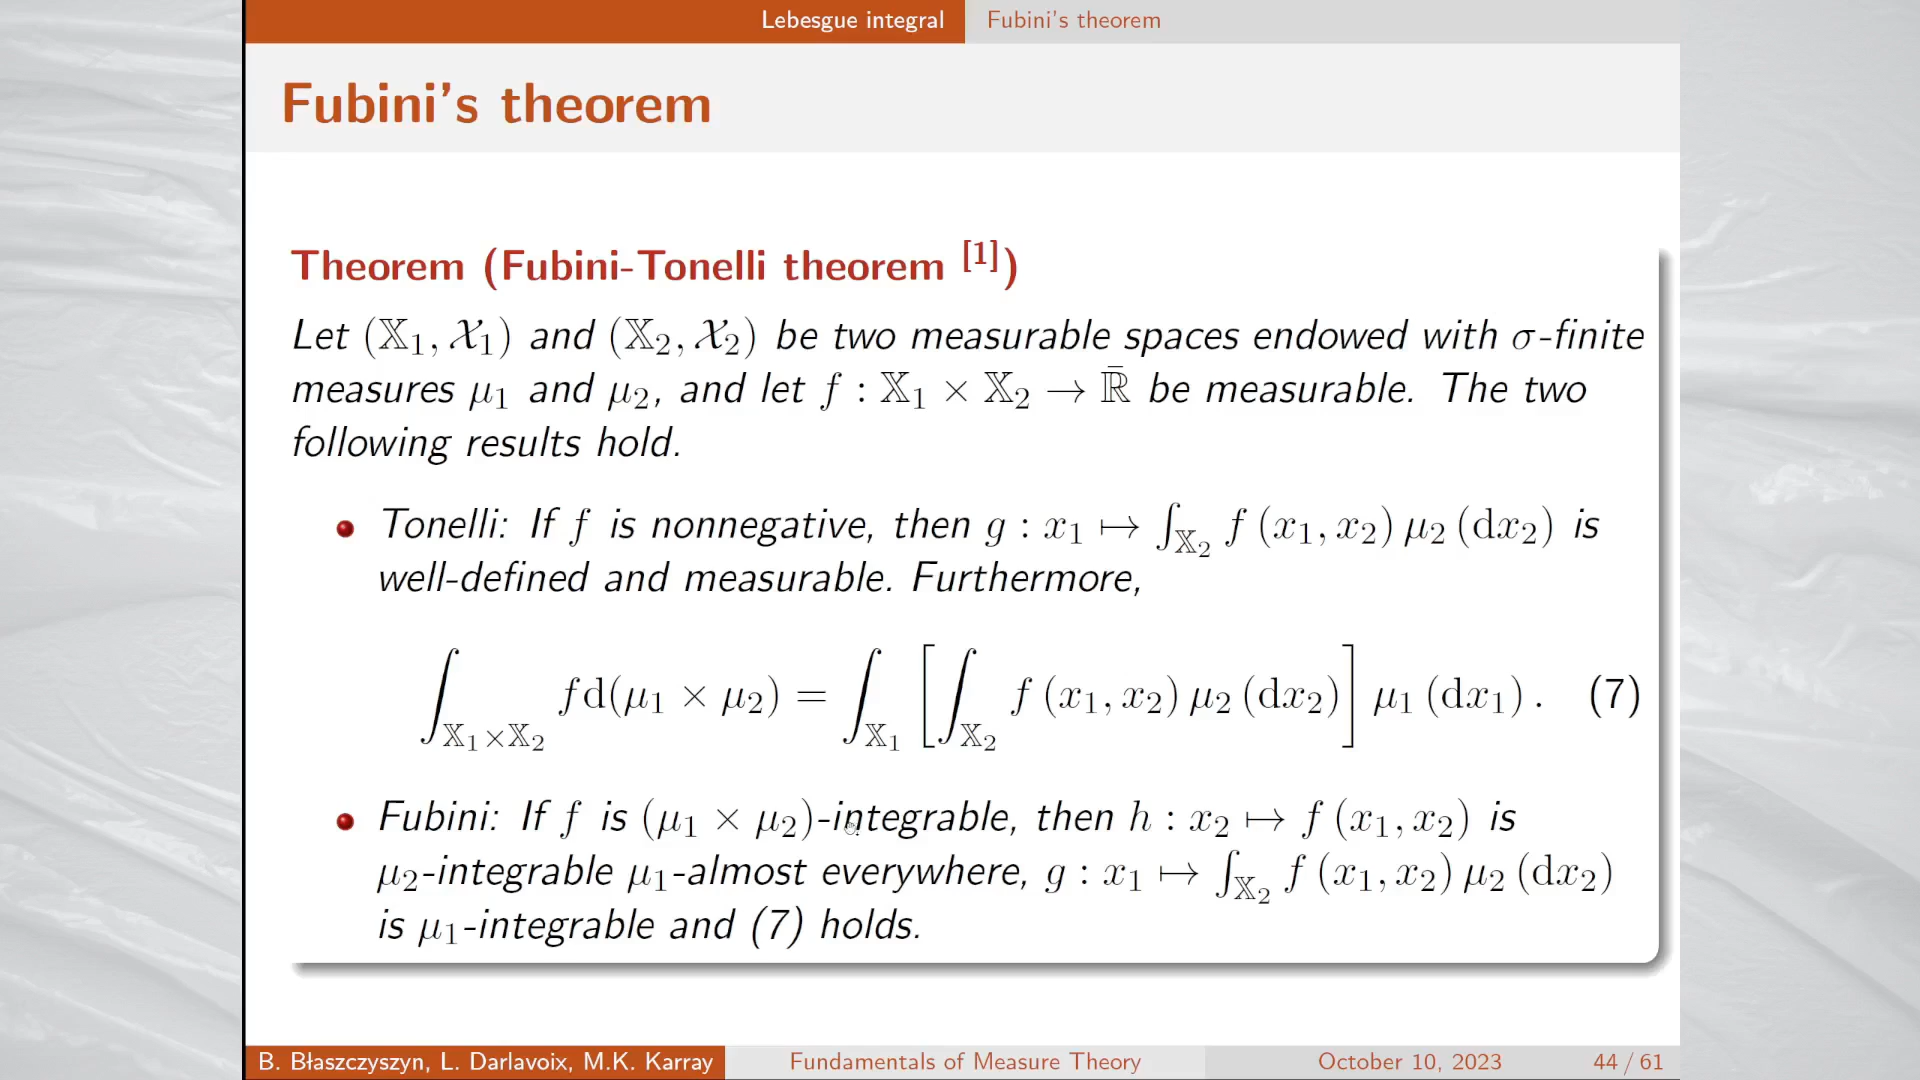 Lebesgue integral Fubini's theorem
Fubini's theorem
Theorem (Fubini-Tonelli theorem [1])
Let (𝕏₁, 𝒳₁) and (𝕏₂, 𝒳₂) be two measurable spaces endowed with σ-finite
measures μ₁ and μ₂, and let f : 𝕏₁ × 𝕏₂ → ℝ̄ be measurable. The two
following results hold.
• Tonelli: If f is nonnegative, then g : x₁ ↦ ∫_𝕏₂ f (x₁, x₂) μ₂ (dx₂) is
well-defined and measurable. Furthermore,
∫_{𝕏₁×𝕏₂} fd(μ₁ × μ₂) = ∫_𝕏₁ [∫_𝕏₂ f (x₁, x₂) μ₂ (dx₂)] μ₁ (dx₁) . (7)
• Fubini: If f is (μ₁ × μ₂)-integrable, then h : x₂ ↦ f (x₁, x₂) is
μ₂-integrable μ₁-almost everywhere, g : x₁ ↦ ∫_𝕏₂ f (x₁, x₂) μ₂ (dx₂)
is μ₁-integrable and (7) holds.
B. Błaszczyszyn, L. Darlavoix, M.K. Karray Fundamentals of Measure Theory October 10, 2023 44 / 61